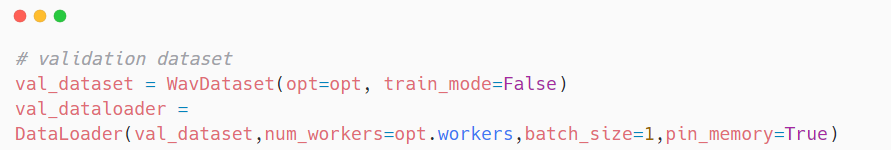 # validation dataset
val_dataset = WavDataset(opt=opt, train_mode=False)
val_dataloader =
DataLoader(val_dataset,num_workers=opt.workers,batch_size=1,pin_memory=True)